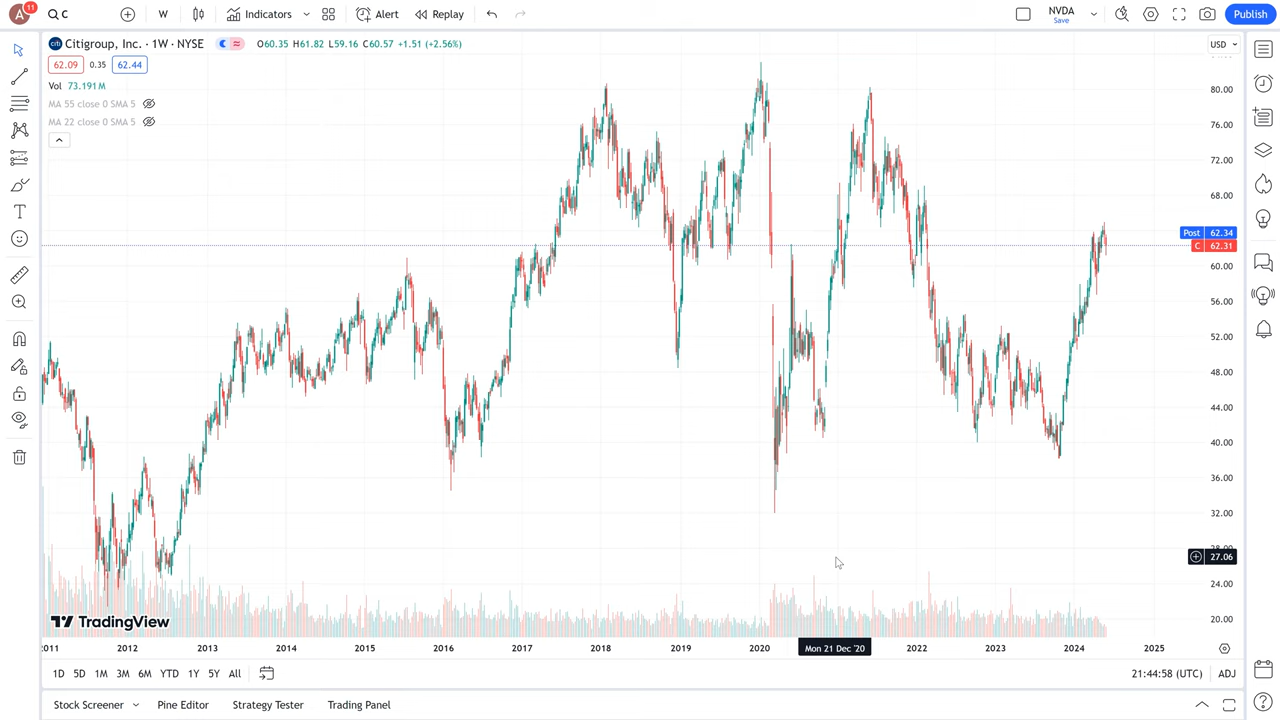 A 11 C W Indicators Alert Replay NVDA Save Publish
citi Citigroup, Inc. · 1W · NYSE O60.35 H61.82 L59.16 C60.57 +1.51 (+2.56%) USD
62.09 0.35 62.44
Vol 73.191M
MA 55 close 0 SMA 5
MA 22 close 0 SMA 5
80.00
76.00
72.00
68.00
Post 62.34
C 62.31
60.00
56.00
52.00
48.00
44.00
40.00
36.00
32.00
28.00
27.06
24.00
20.00
TradingView
2011 2012 2013 2014 2015 2016 2017 2018 2019 2020 Mon 21 Dec '20 2022 2023 2024 2025
1D 5D 1M 3M 6M YTD 1Y 5Y All 21:44:58 (UTC) ADJ
Stock Screener Pine Editor Strategy Tester Trading Panel